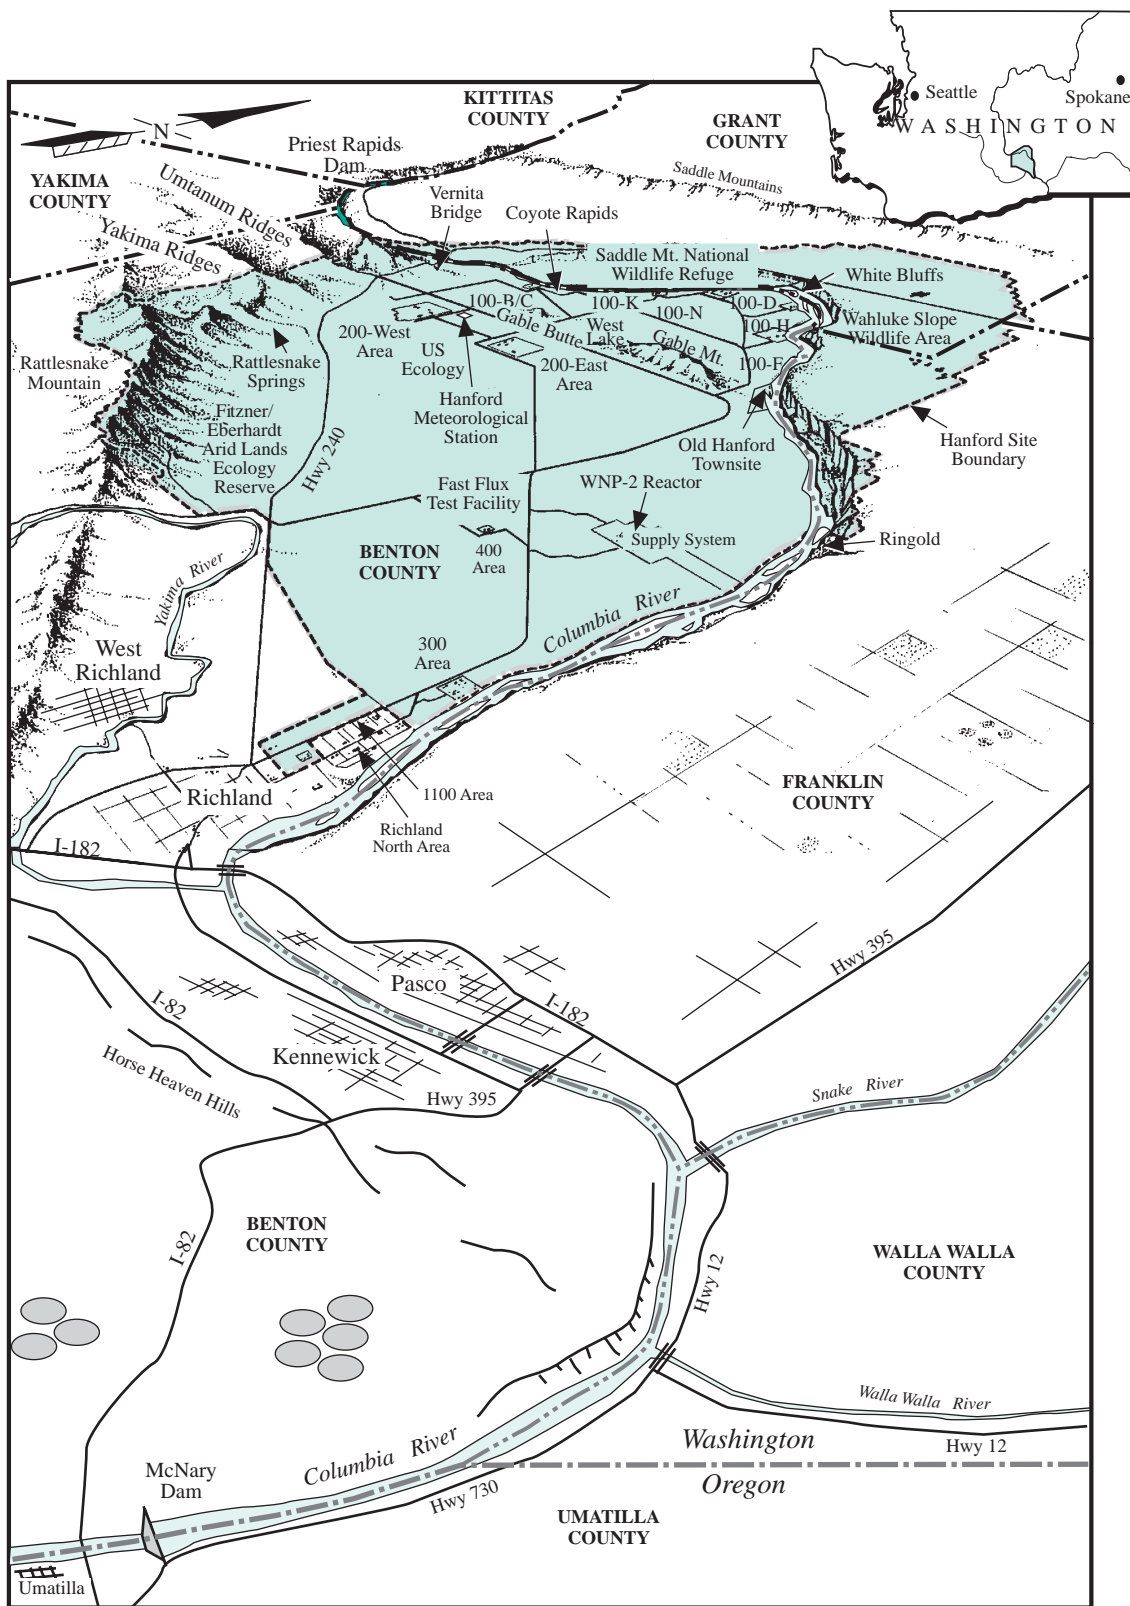 Seattle
Spokane
WASHINGTON
KITTITAS
COUNTY
GRANT
COUNTY
N
Priest Rapids
Dam
YAKIMA
COUNTY
Umtanum Ridges
Yakima Ridges
Saddle Mountains
Vernita
Bridge
Coyote Rapids
Saddle Mt. National
Wildlife Refuge
White Bluffs
100-B/C
100-K
100-N
100-D
100-H
100-F
Wahluke Slope
Wildlife Area
200-West
Area
Gable Butte
West
Lake
Gable Mt.
US
Ecology
200-East
Area
Rattlesnake
Mountain
Rattlesnake
Springs
Hanford
Meteorological
Station
Fitzner/
Eberhardt
Arid Lands
Ecology
Reserve
Hwy 240
Old Hanford
Townsite
Hanford Site
Boundary
Fast Flux
Test Facility
WNP-2 Reactor
Supply System
Ringold
BENTON
COUNTY
400
Area
Yakima River
Columbia River
300
Area
West
Richland
Richland
1100 Area
Richland
North Area
FRANKLIN
COUNTY
I-182
Hwy 395
Pasco
I-82
I-182
Kennewick
Horse Heaven Hills
Hwy 395
Snake River
BENTON
COUNTY
I-82
Hwy 12
WALLA WALLA
COUNTY
Walla Walla River
Hwy 12
Columbia River
Washington
Oregon
McNary
Dam
Hwy 730
UMATILLA
COUNTY
Umatilla